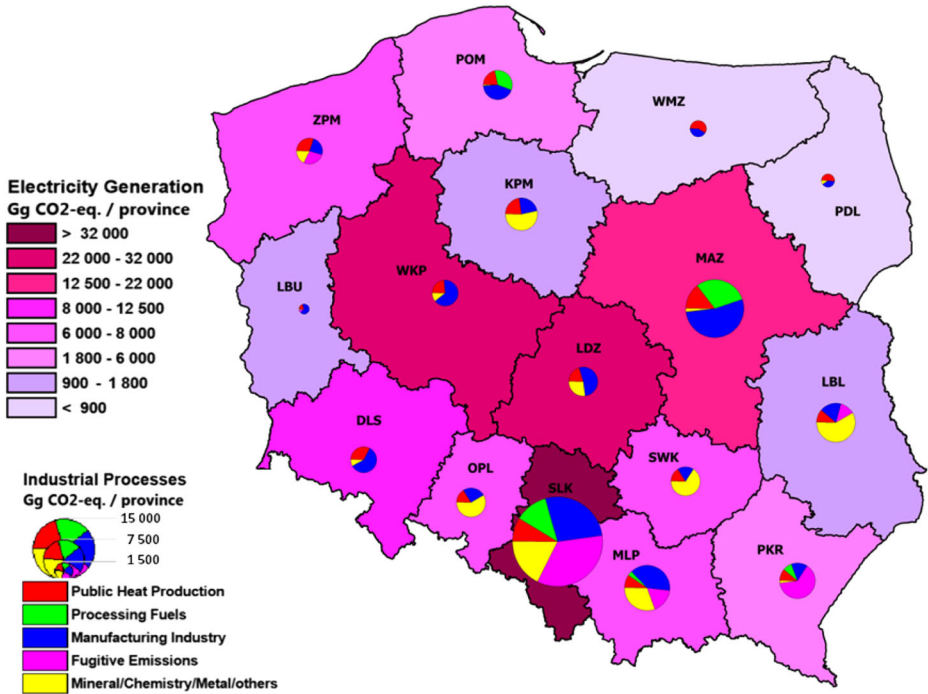 POM
WMZ
ZPM
KPM
PDL
Electricity Generation
Gg CO2-eq. / province
> 32 000
22 000 - 32 000
12 500 - 22 000
8 000 - 12 500
6 000 - 8 000
1 800 - 6 000
900 - 1 800
< 900
MAZ
WKP
LBU
LDZ
LBL
DLS
SWK
OPL
SLK
MLP
PKR
Industrial Processes
Gg CO2-eq. / province
15 000
7 500
1 500
Public Heat Production
Processing Fuels
Manufacturing Industry
Fugitive Emissions
Mineral/Chemistry/Metal/others